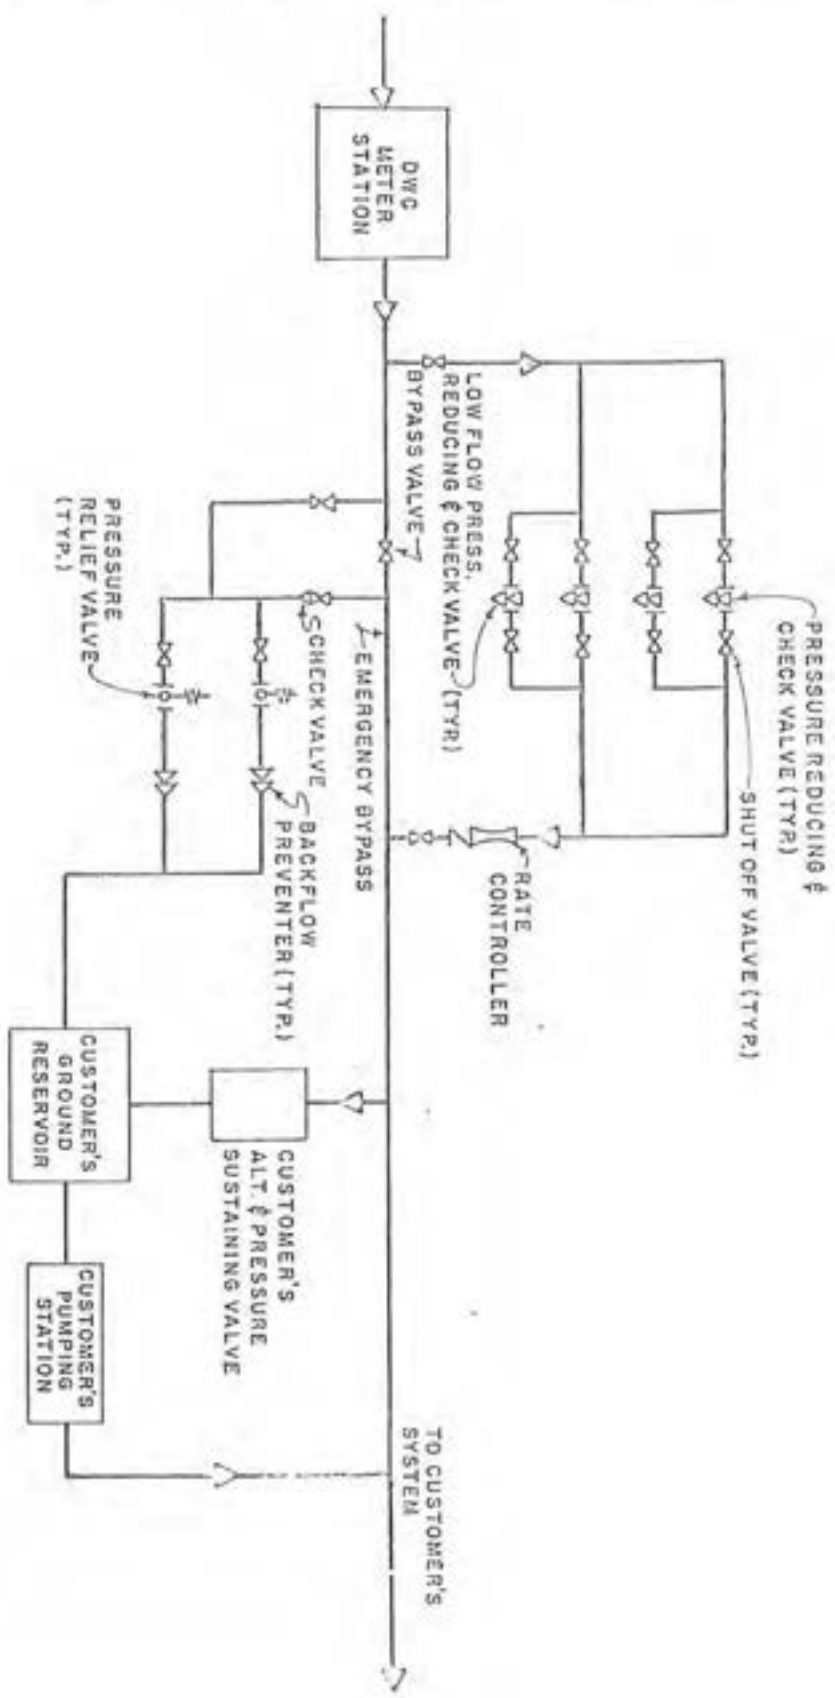 DWC
METER
STATION
PRESSURE REDUCING &
CHECK VALVE (TYP.)
SHUT OFF VALVE (TYP.)
LOW FLOW PRESS.
REDUCING & CHECK VALVE (TYP.)
BYPASS VALVE
RATE
CONTROLLER
EMERGENCY BYPASS
CHECK VALVE
BACKFLOW
PREVENTER (TYP.)
PRESSURE
RELIEF VALVE
(TYP.)
TO CUSTOMER'S
SYSTEM
CUSTOMER'S
ALT. & PRESSURE
SUSTAINING VALVE
CUSTOMER'S
GROUND
RESERVOIR
CUSTOMER'S
PUMPING
STATION